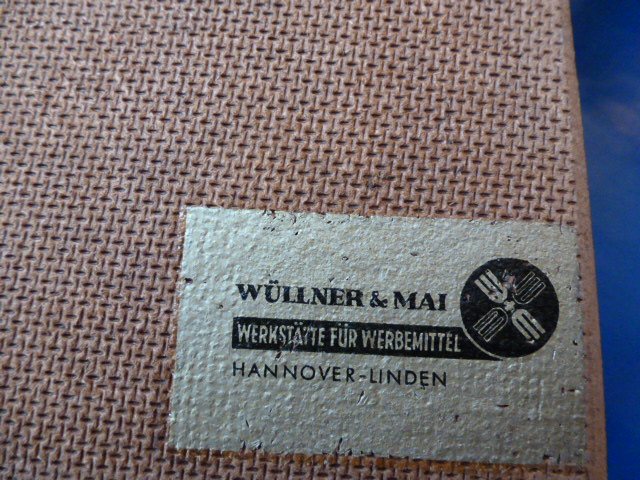 WÜLLNER & MAI
WERKSTÄTTE FÜR WERBEMITTEL
HANNOVER-LINDEN